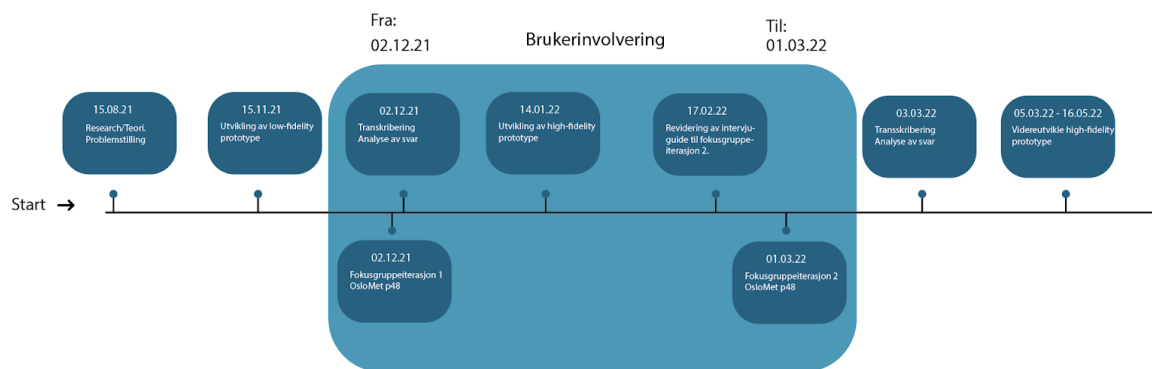 Fra:
02.12.21
Brukerinvolvering
Til:
01.03.22
15.08.21
Research/Teori.
Problemstilling
15.11.21
Utvikling av low-fidelity
prototype
02.12.21
Transkribering
Analyse av svar
14.01.22
Utvikling av high-fidelity
prototype
17.02.22
Revidering av intervju-
guide til fokusgruppe-
iterasjon 2.
03.03.22
Transskribering
Analyse av svar
05.03.22 - 16.05.22
Videreutvikle high-fidelity
prototype
Start →
02.12.21
Fokusgruppeiterasjon 1
OsloMet p48
01.03.22
Fokusgruppeiterasjon 2
OsloMet p48